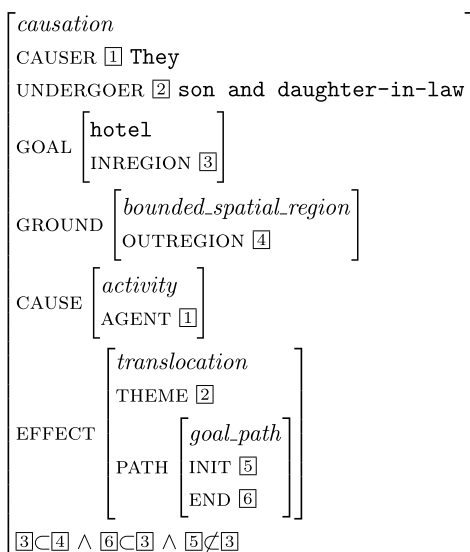 causation
CAUSER 1 They
UNDERGOER 2 son and daughter-in-law
GOAL hotel
INREGION 3
GROUND bounded_spatial_region
OUTREGION 4
CAUSE activity
AGENT 1
EFFECT translocation
THEME 2
PATH goal_path
INIT 5
END 6
3⊂4 ∧ 6⊂3 ∧ 5⊄3